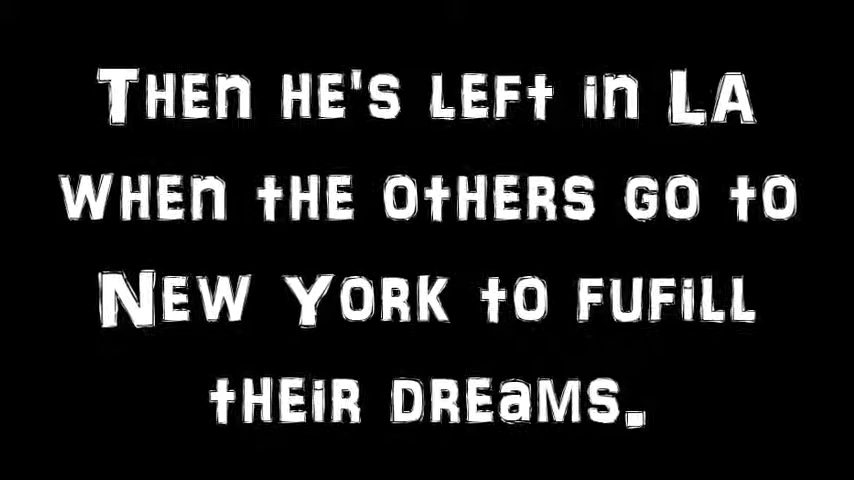 Then he's left in LA
when the others go to
New York to fufill
their dreams.